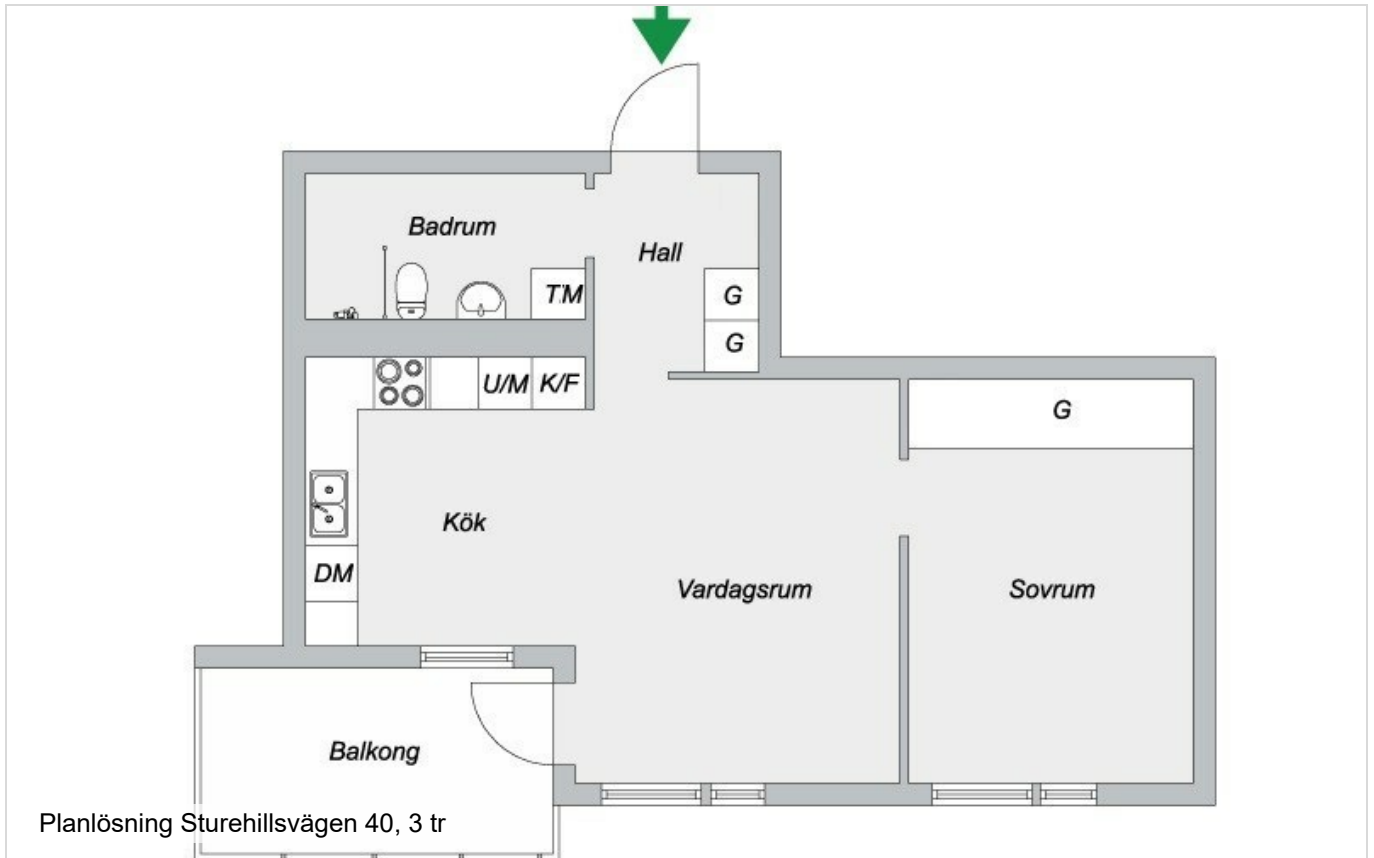 Badrum
Hall
TM
G
G
U/M K/F
G
Kök
DM
Vardagsrum
Sovrum
Balkong
Planlösning Sturehillsvägen 40, 3 tr